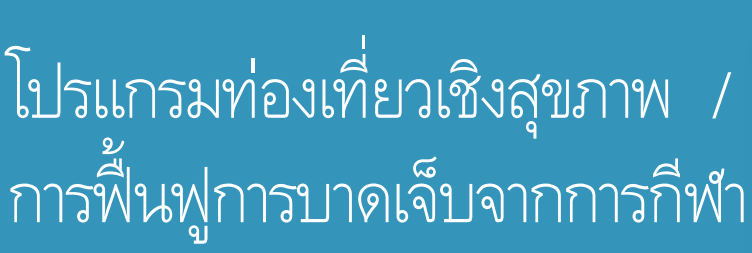 โปรแกรมท่องเที่ยวเชิงสุขภาพ /
การฟื้นฟูการบาดเจ็บจากการกีฬา